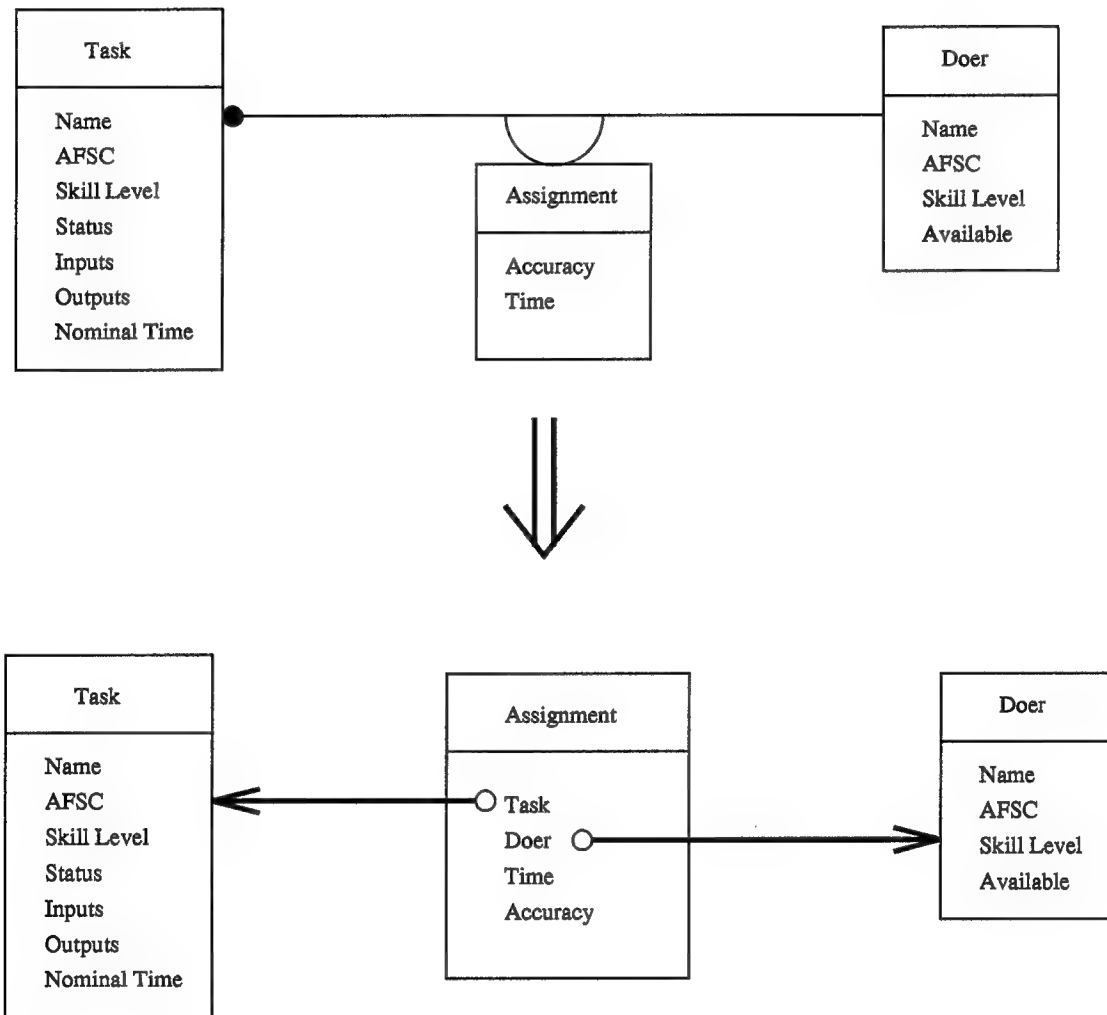 Task
Name
AFSC
Skill Level
Status
Inputs
Outputs
Nominal Time
Assignment
Accuracy
Time
Doer
Name
AFSC
Skill Level
Available
Task
Name
AFSC
Skill Level
Status
Inputs
Outputs
Nominal Time
Assignment
Task
Doer
Time
Accuracy
Doer
Name
AFSC
Skill Level
Available